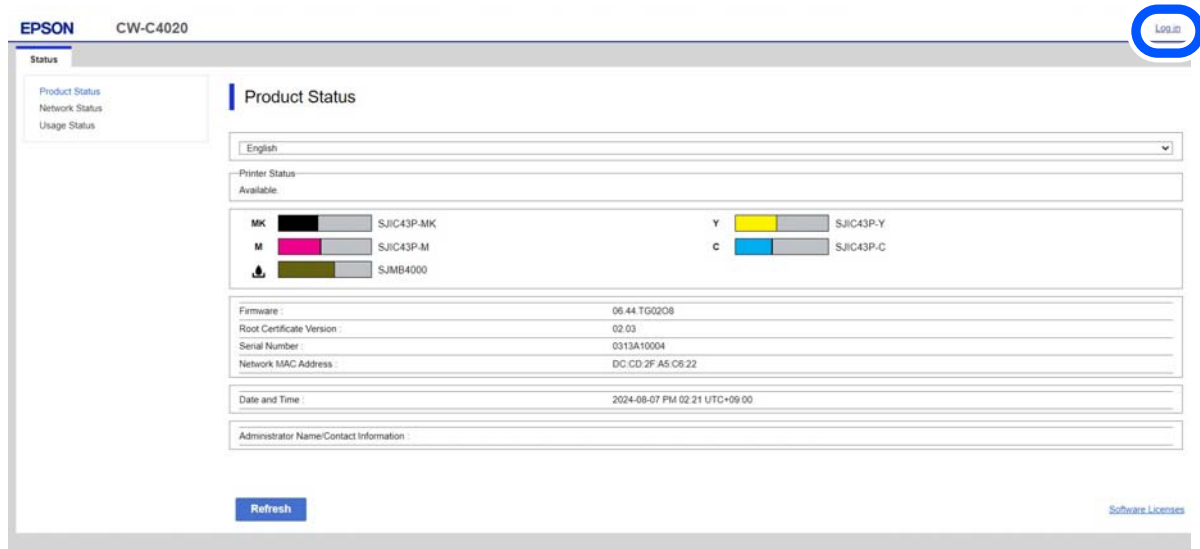 EPSON CW-C4020 Log in
Status
Product Status
Network Status
Usage Status
Product Status
English
Printer Status
Available
MK SJIC43P-MK Y SJIC43P-Y
M SJIC43P-M C SJIC43P-C
SJMB4000
Firmware : 06.44.TG02O8
Root Certificate Version : 02.03
Serial Number : 0313A10004
Network MAC Address : DC:CD:2F:A5:C6:22
Date and Time : 2024-08-07 PM 02:21 UTC+09:00
Administrator Name/Contact Information :
Refresh Software Licenses